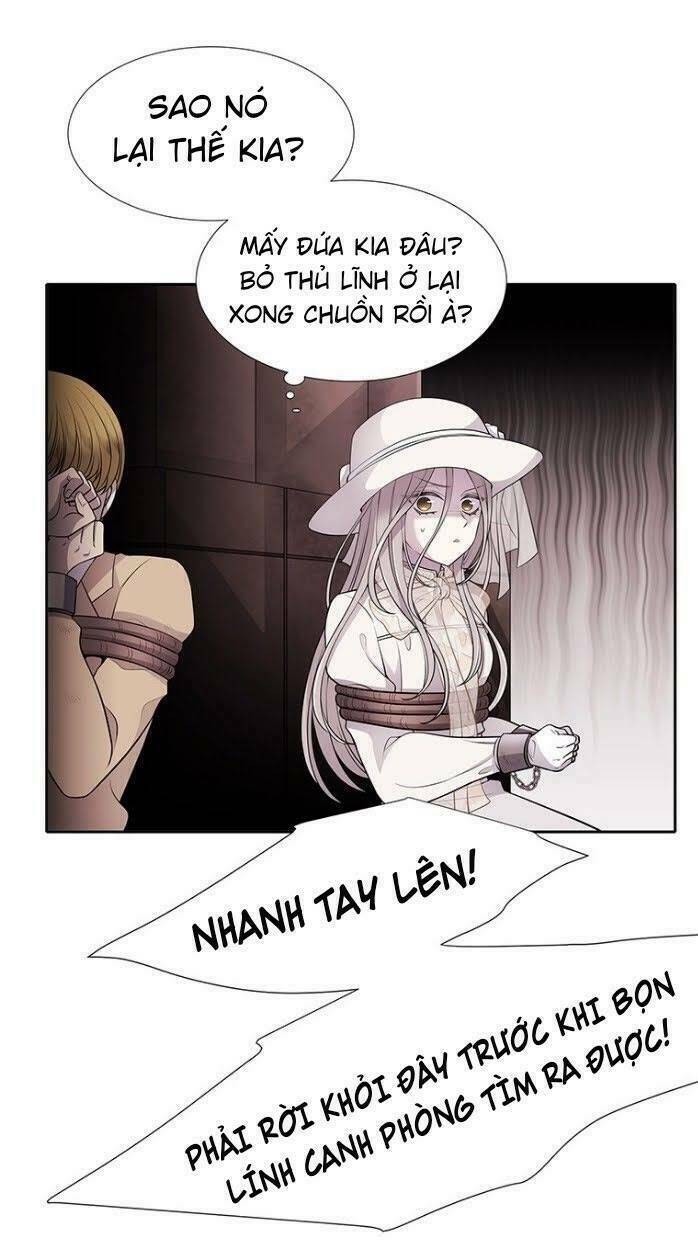 SAO NÓ
LẠI THẾ KIA?
MẤY ĐỨA KIA ĐÂU?
BỎ THỦ LĨNH Ở LẠI
XONG CHUỒN RỒI À?
NHANH TAY LÊN!
PHẢI RỜI KHỎI ĐÂY TRƯỚC KHI BỌN
LÍNH CANH PHÒNG TÌM RA ĐƯỢC!